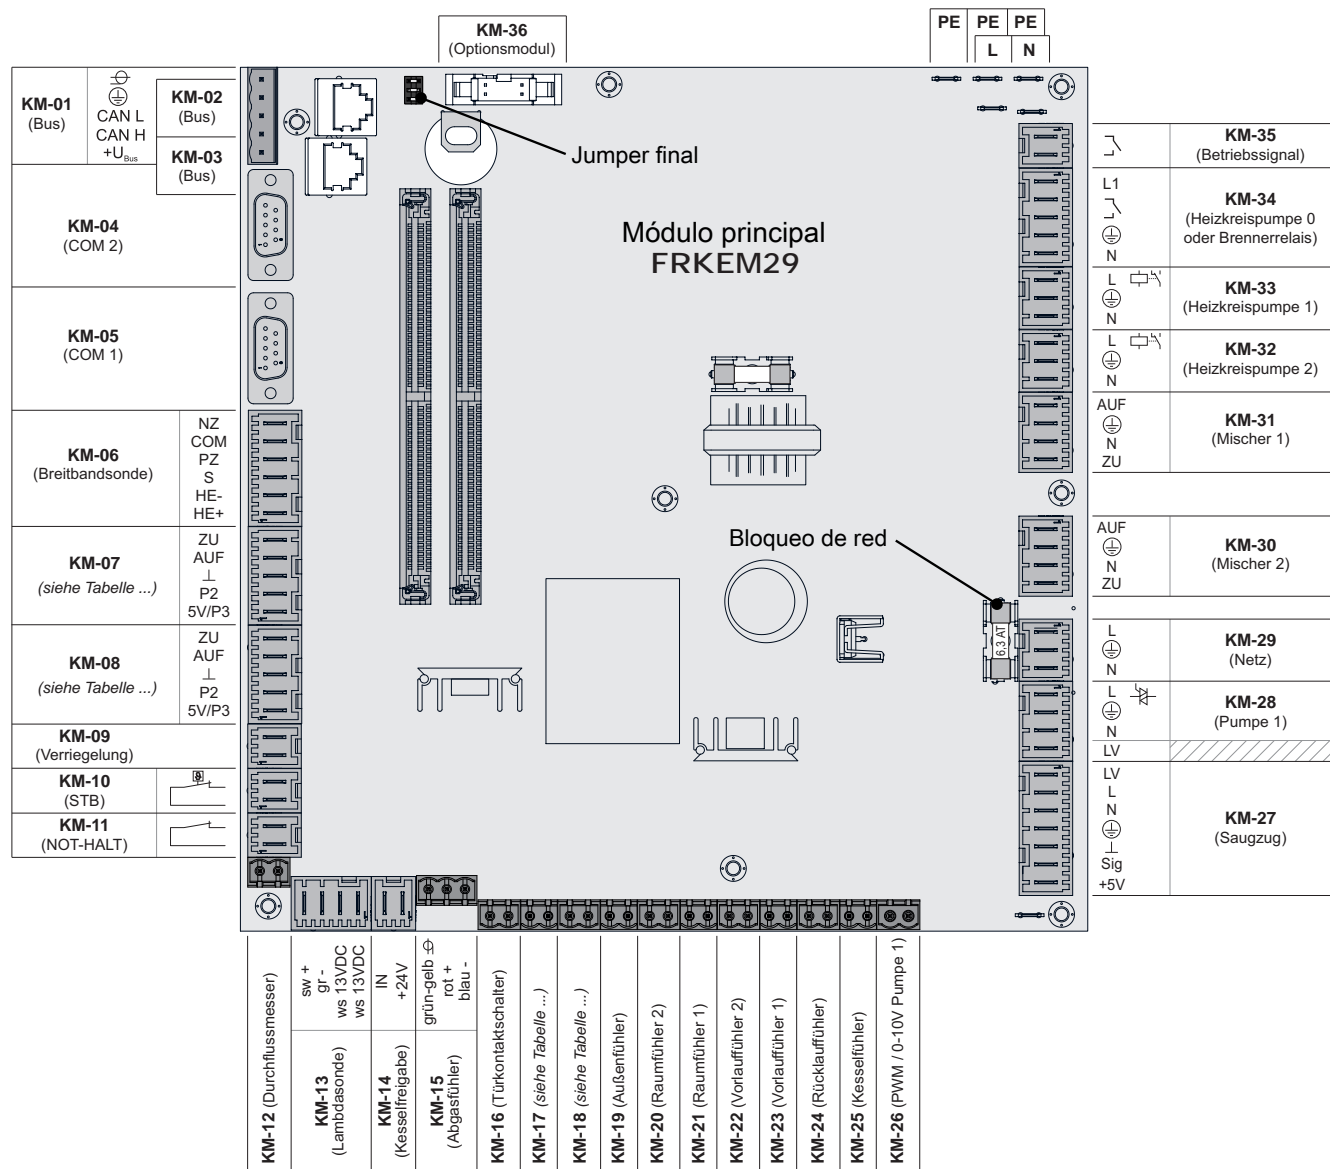 KM-36
(Optionsmodul)
PE PE PE
L N
KM-01
(Bus)
CAN L
CAN H
+U Bus
KM-02
(Bus)
KM-03
(Bus)
KM-04
(COM 2)
KM-05
(COM 1)
KM-06
(Breitbandsonde)
NZ
COM
PZ
S
HE-
HE+
KM-07
(siehe Tabelle ...)
ZU
AUF
⊥
P2
5V/P3
KM-08
(siehe Tabelle ...)
ZU
AUF
⊥
P2
5V/P3
KM-09
(Verriegelung)
KM-10
(STB)
KM-11
(NOT-HALT)
Jumper final
Módulo principal
FRKEM29
Bloqueo de red
6,3 AT
KM-35
(Betriebssignal)
L1
N
KM-34
(Heizkreispumpe 0
oder Brennerrelais)
L
N
KM-33
(Heizkreispumpe 1)
L
N
KM-32
(Heizkreispumpe 2)
AUF
N
ZU
KM-31
(Mischer 1)
AUF
N
ZU
KM-30
(Mischer 2)
L
N
KM-29
(Netz)
L
N
LV
KM-28
(Pumpe 1)
LV
L
N
⊥
Sig
+5V
KM-27
(Saugzug)
KM-12 (Durchflussmesser)
sw +
gr -
ws 13VDC
ws 13VDC
KM-13
(Lambdasonde)
IN
+24V
KM-14
(Kesselfreigabe)
grün-gelb
rot +
blau -
KM-15
(Abgasfühler)
KM-16 (Türkontaktschalter)
KM-17 (siehe Tabelle ...)
KM-18 (siehe Tabelle ...)
KM-19 (Außenfühler)
KM-20 (Raumfühler 2)
KM-21 (Raumfühler 1)
KM-22 (Vorlauffühler 2)
KM-23 (Vorlauffühler 1)
KM-24 (Rücklauffühler)
KM-25 (Kesselfühler)
KM-26 (PWM / 0-10V Pumpe 1)